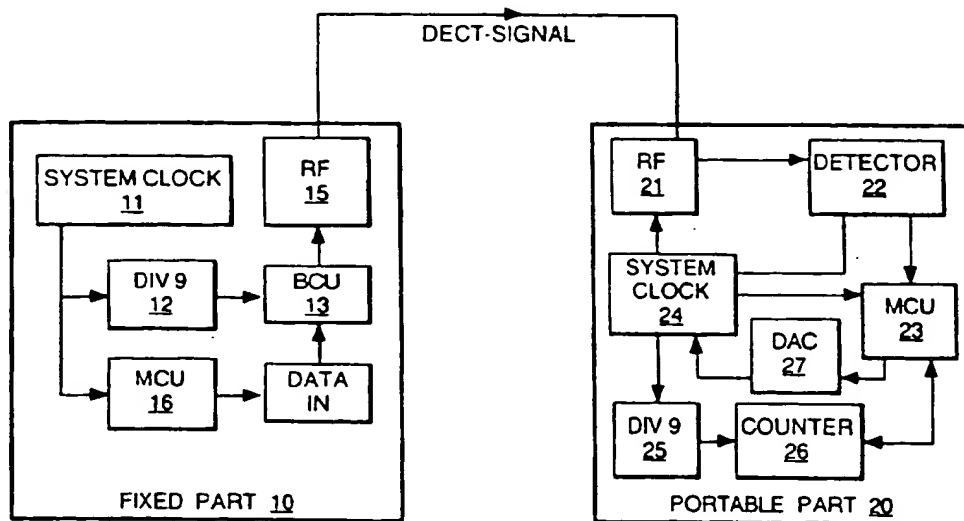 DECT-SIGNAL
SYSTEM CLOCK
11
RF
15
DIV 9
12
BCU
13
MCU
16
DATA
IN
FIXED PART 10
RF
21
DETECTOR
22
SYSTEM
CLOCK
24
MCU
23
DAC
27
DIV 9
25
COUNTER
26
PORTABLE PART 20